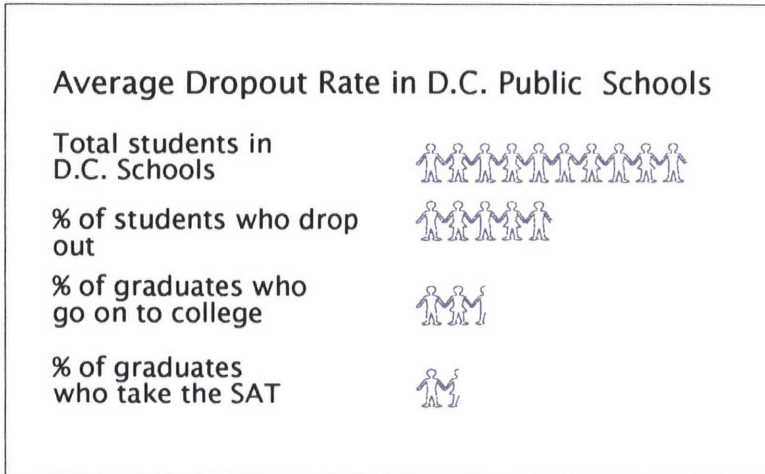 Average Dropout Rate in D.C. Public Schools
Total students in
D.C. Schools
% of students who drop
out
% of graduates who
go on to college
% of graduates
who take the SAT